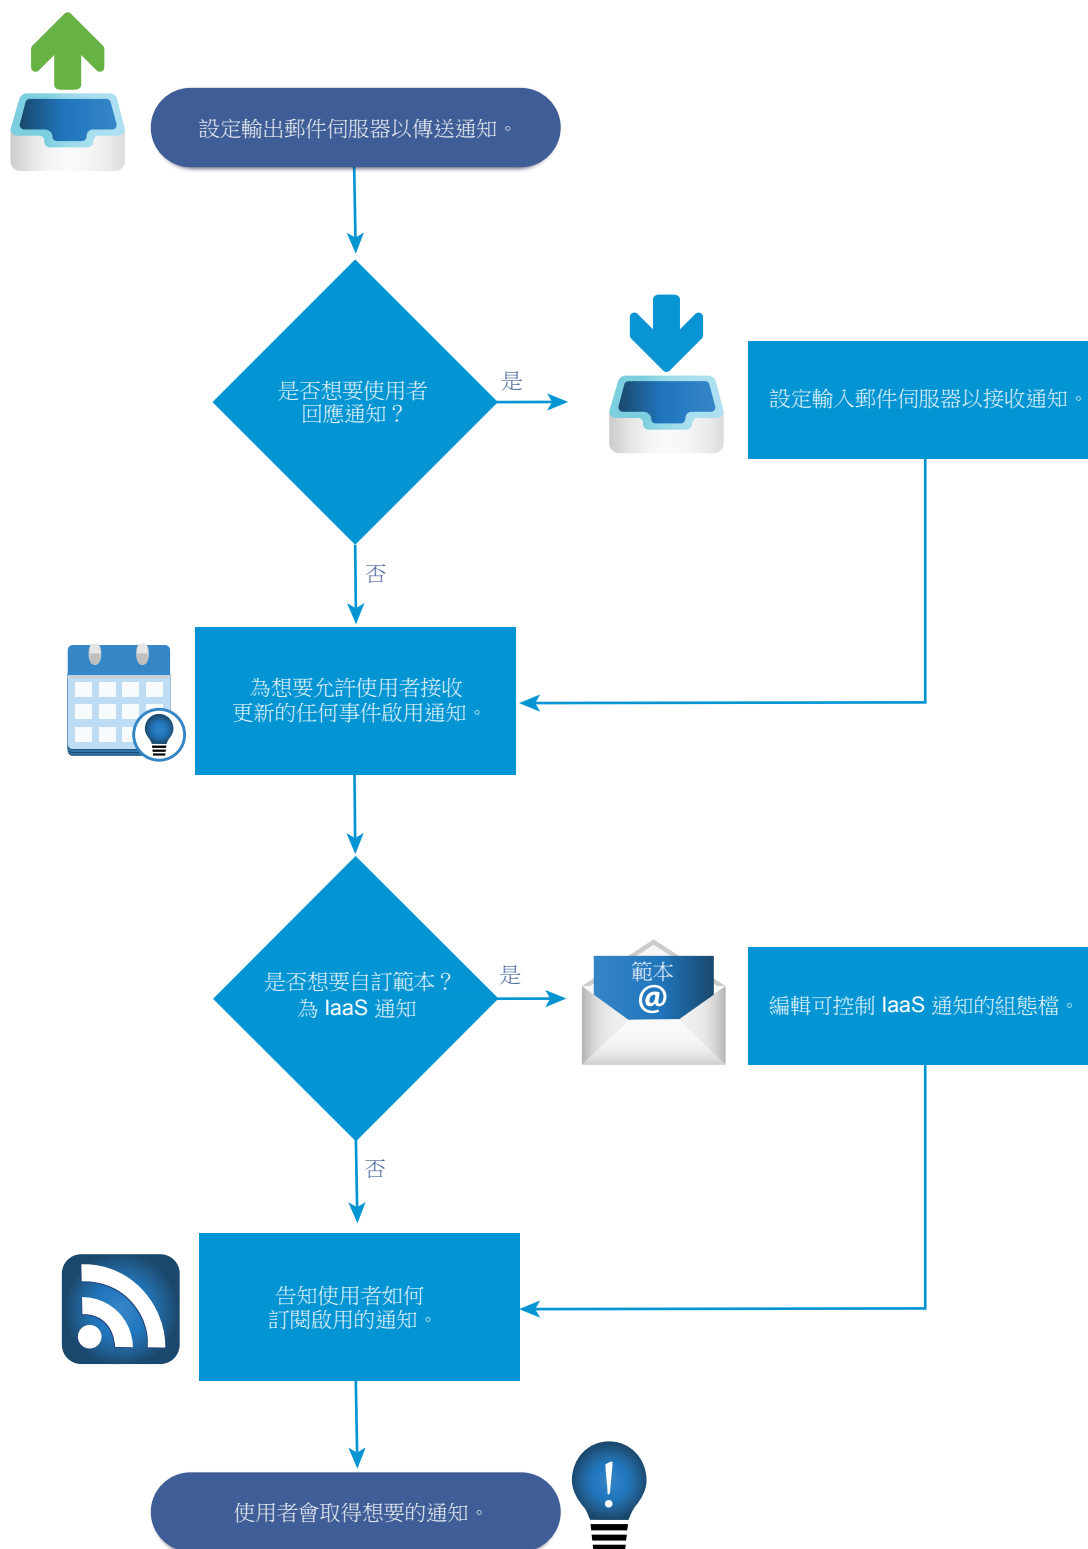 設定輸出郵件伺服器以傳送通知。
是否想要使用者
回應通知？
是
設定輸入郵件伺服器以接收通知。
否
為想要允許使用者接收
更新的任何事件啟用通知。
是否想要自訂範本？
為 IaaS 通知
是
範本
@
編輯可控制 IaaS 通知的組態檔。
否
告知使用者如何
訂閱啟用的通知。
使用者會取得想要的通知。
!